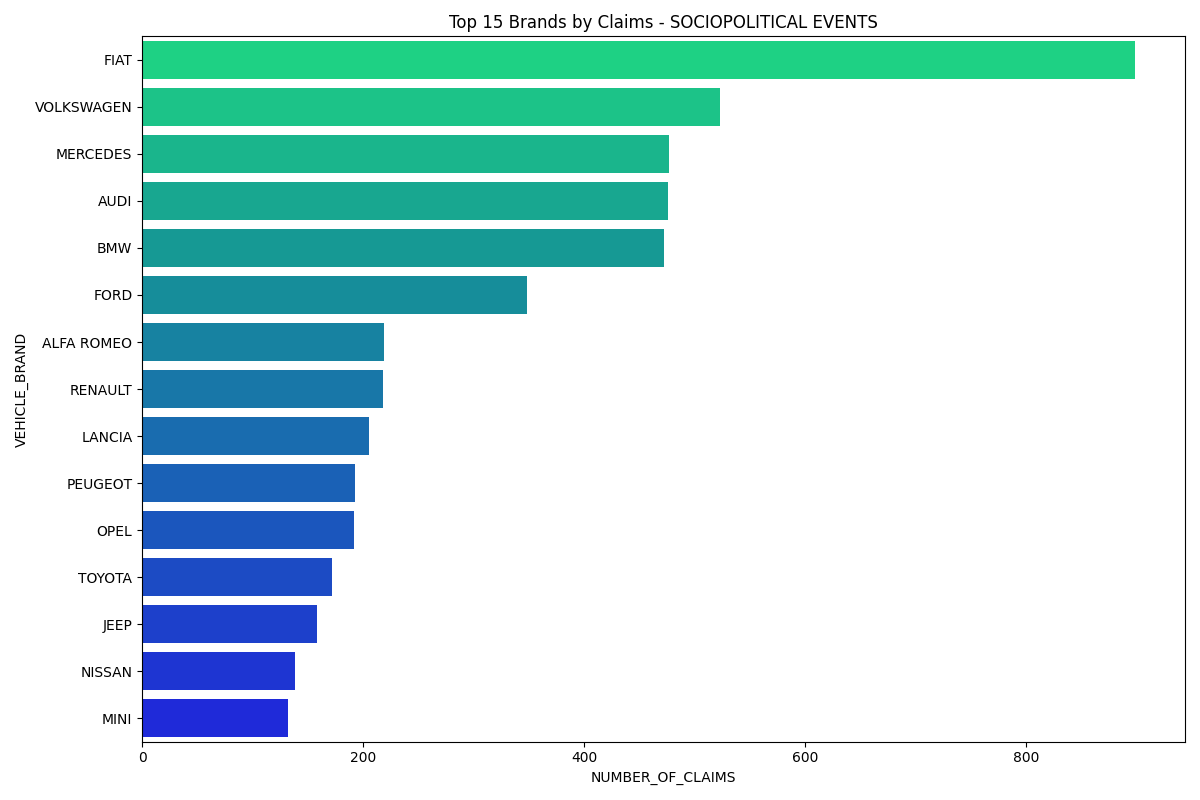 Top 15 Brands by Claims - SOCIOPOLITICAL EVENTS
FIAT
VOLKSWAGEN
MERCEDES
AUDI
BMW
FORD
ALFA ROMEO
RENAULT
LANCIA
PEUGEOT
OPEL
TOYOTA
JEEP
NISSAN
MINI
VEHICLE_BRAND
0 200 400 600 800
NUMBER_OF_CLAIMS